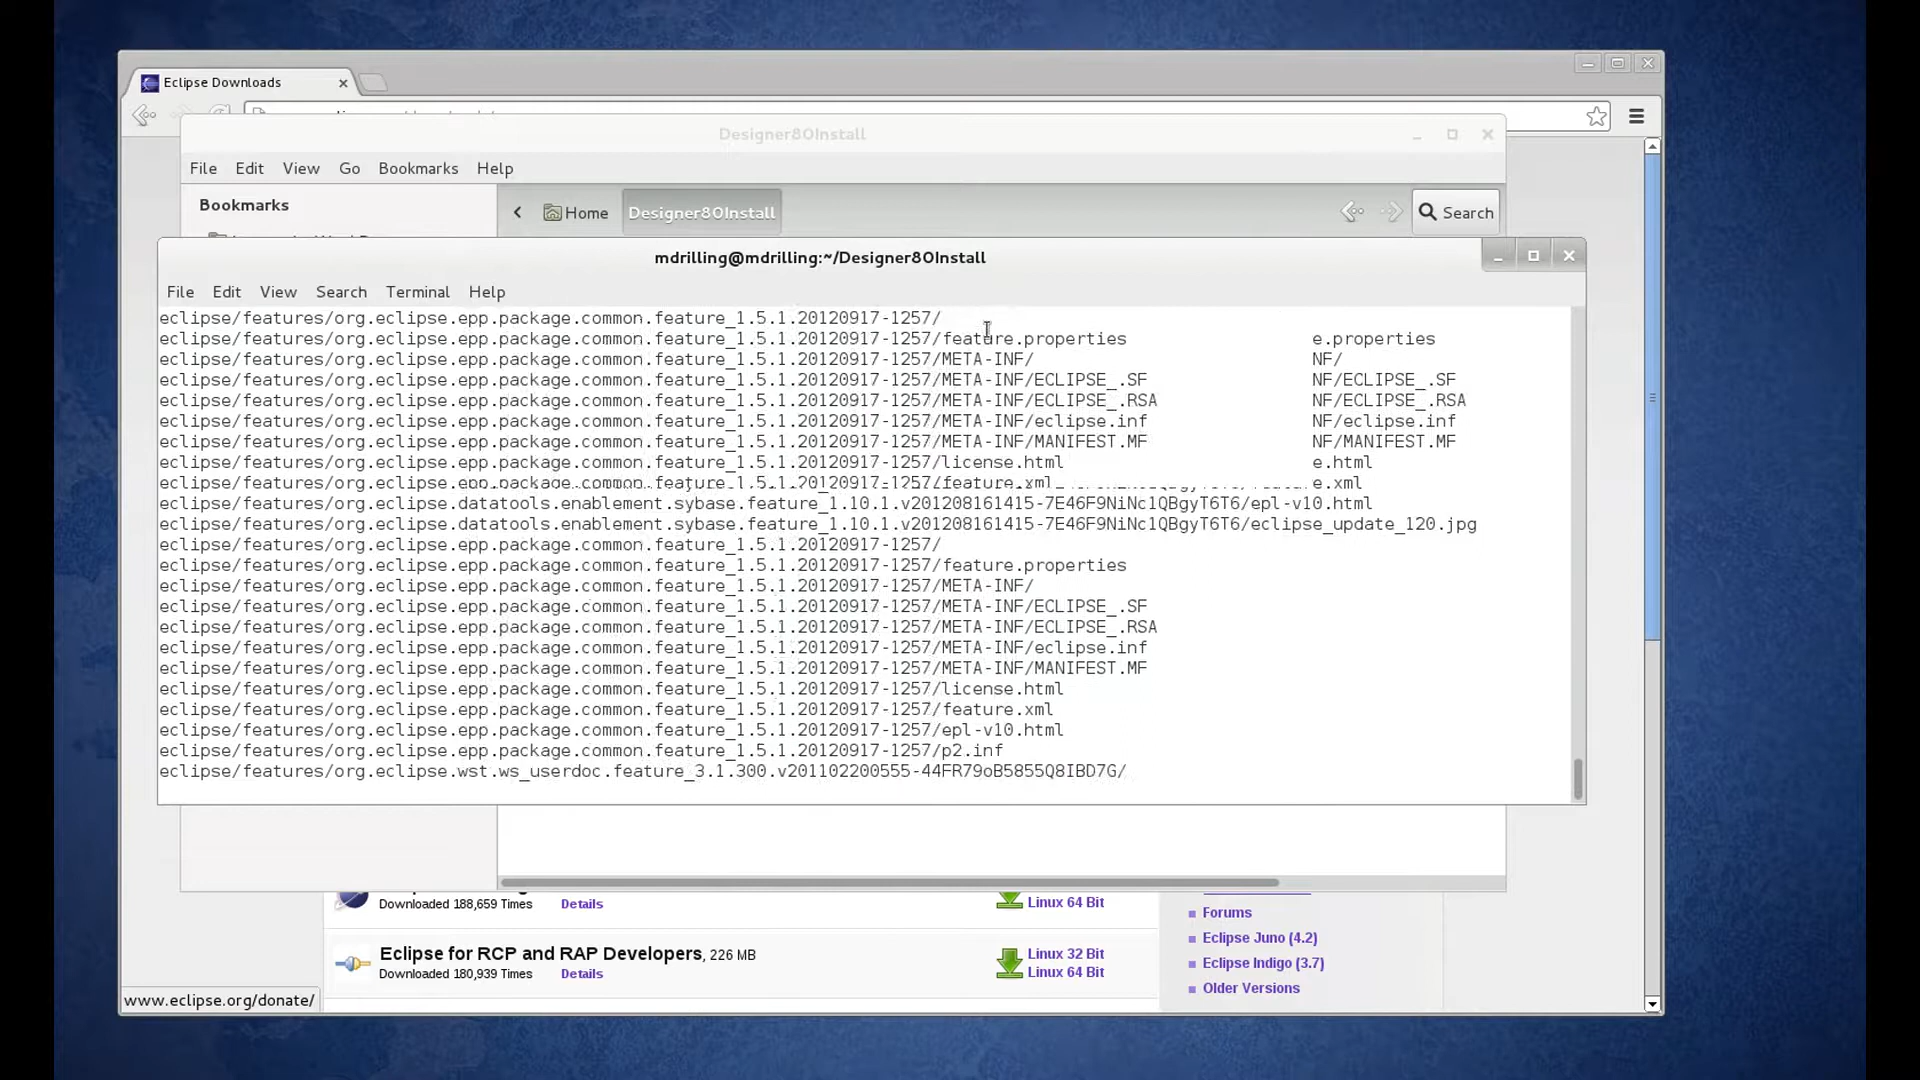 Eclipse Downloads
Designer8OInstall
File Edit View Go Bookmarks Help
Bookmarks
Home
Designer8OInstall
Search
mdrilling@mdrilling:~/Designer8OInstall
File Edit View Search Terminal Help
eclipse/features/org.eclipse.epp.package.common.feature_1.5.1.20120917-1257/
eclipse/features/org.eclipse.epp.package.common.feature_1.5.1.20120917-1257/feature.properties e.properties
eclipse/features/org.eclipse.epp.package.common.feature_1.5.1.20120917-1257/META-INF/ NF/
eclipse/features/org.eclipse.epp.package.common.feature_1.5.1.20120917-1257/META-INF/ECLIPSE_.SF NF/ECLIPSE_.SF
eclipse/features/org.eclipse.epp.package.common.feature_1.5.1.20120917-1257/META-INF/ECLIPSE_.RSA NF/ECLIPSE_.RSA
eclipse/features/org.eclipse.epp.package.common.feature_1.5.1.20120917-1257/META-INF/eclipse.inf NF/eclipse.inf
eclipse/features/org.eclipse.epp.package.common.feature_1.5.1.20120917-1257/META-INF/MANIFEST.MF NF/MANIFEST.MF
eclipse/features/org.eclipse.epp.package.common.feature_1.5.1.20120917-1257/license.html e.html
eclipse/features/org.eclipse.epp.package.common.feature_1.5.1.20120917-1257/feature.xml e.xml
eclipse/features/org.eclipse.datatools.enablement.sybase.feature_1.10.1.v201208161415-7E46F9NiNc1QBgyT6T6/epl-v10.html
eclipse/features/org.eclipse.datatools.enablement.sybase.feature_1.10.1.v201208161415-7E46F9NiNc1QBgyT6T6/eclipse_update_120.jpg
eclipse/features/org.eclipse.epp.package.common.feature_1.5.1.20120917-1257/
eclipse/features/org.eclipse.epp.package.common.feature_1.5.1.20120917-1257/feature.properties
eclipse/features/org.eclipse.epp.package.common.feature_1.5.1.20120917-1257/META-INF/
eclipse/features/org.eclipse.epp.package.common.feature_1.5.1.20120917-1257/META-INF/ECLIPSE_.SF
eclipse/features/org.eclipse.epp.package.common.feature_1.5.1.20120917-1257/META-INF/ECLIPSE_.RSA
eclipse/features/org.eclipse.epp.package.common.feature_1.5.1.20120917-1257/META-INF/eclipse.inf
eclipse/features/org.eclipse.epp.package.common.feature_1.5.1.20120917-1257/META-INF/MANIFEST.MF
eclipse/features/org.eclipse.epp.package.common.feature_1.5.1.20120917-1257/license.html
eclipse/features/org.eclipse.epp.package.common.feature_1.5.1.20120917-1257/feature.xml
eclipse/features/org.eclipse.epp.package.common.feature_1.5.1.20120917-1257/epl-v10.html
eclipse/features/org.eclipse.epp.package.common.feature_1.5.1.20120917-1257/p2.inf
eclipse/features/org.eclipse.wst.ws_userdoc.feature_3.1.300.v201102200555-44FR79oB5855Q8IBD7G/
Downloaded 188,659 Times Details
Linux 64 Bit
Eclipse for RCP and RAP Developers, 226 MB
Downloaded 180,939 Times Details
Linux 32 Bit
Linux 64 Bit
Forums
Eclipse Juno (4.2)
Eclipse Indigo (3.7)
Older Versions
www.eclipse.org/donate/